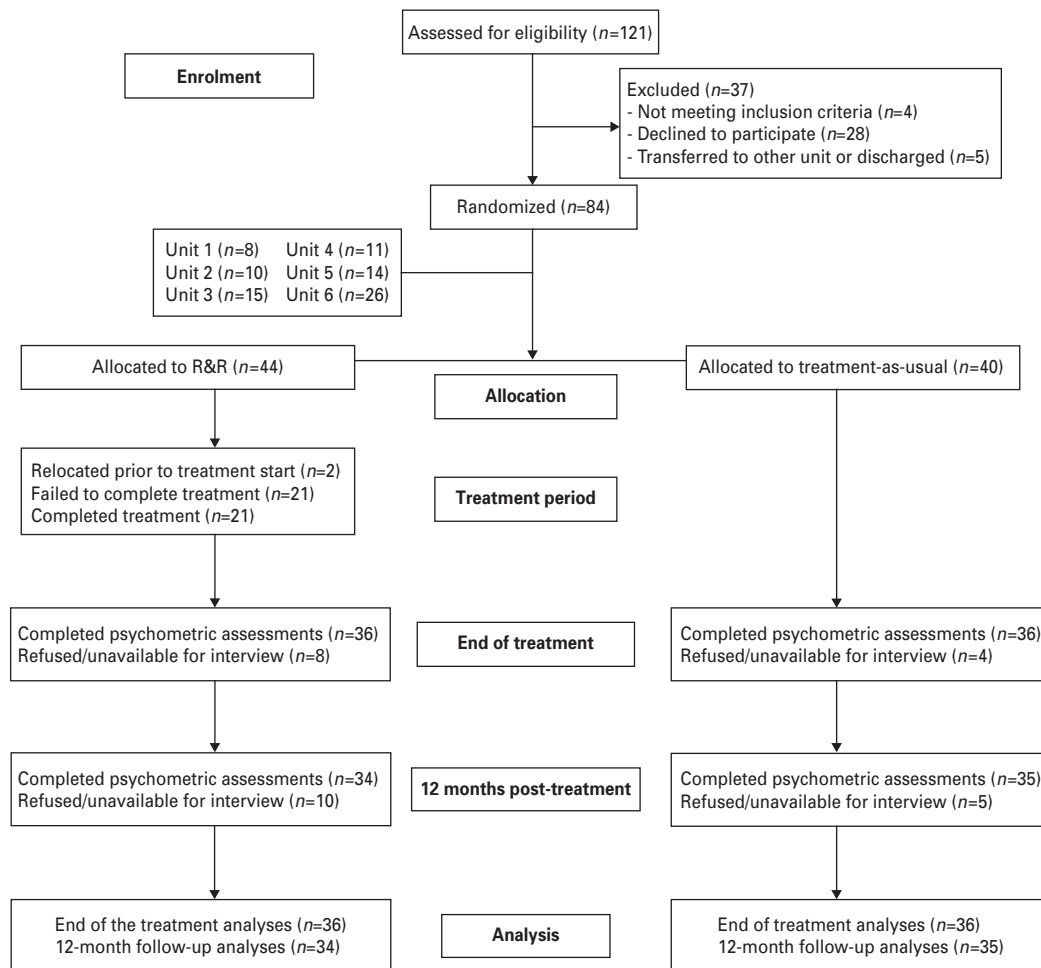 Assessed for eligibility (n=121)
Enrolment
Excluded (n=37)
- Not meeting inclusion criteria (n=4)
- Declined to participate (n=28)
- Transferred to other unit or discharged (n=5)
Randomized (n=84)
Unit 1 (n=8) Unit 4 (n=11)
Unit 2 (n=10) Unit 5 (n=14)
Unit 3 (n=15) Unit 6 (n=26)
Allocated to R&R (n=44)
Allocated to treatment-as-usual (n=40)
Allocation
Relocated prior to treatment start (n=2)
Failed to complete treatment (n=21)
Completed treatment (n=21)
Treatment period
Completed psychometric assessments (n=36)
Refused/unavailable for interview (n=8)
End of treatment
Completed psychometric assessments (n=36)
Refused/unavailable for interview (n=4)
Completed psychometric assessments (n=34)
Refused/unavailable for interview (n=10)
12 months post-treatment
Completed psychometric assessments (n=35)
Refused/unavailable for interview (n=5)
End of the treatment analyses (n=36)
12-month follow-up analyses (n=34)
Analysis
End of treatment analyses (n=36)
12-month follow-up analyses (n=35)